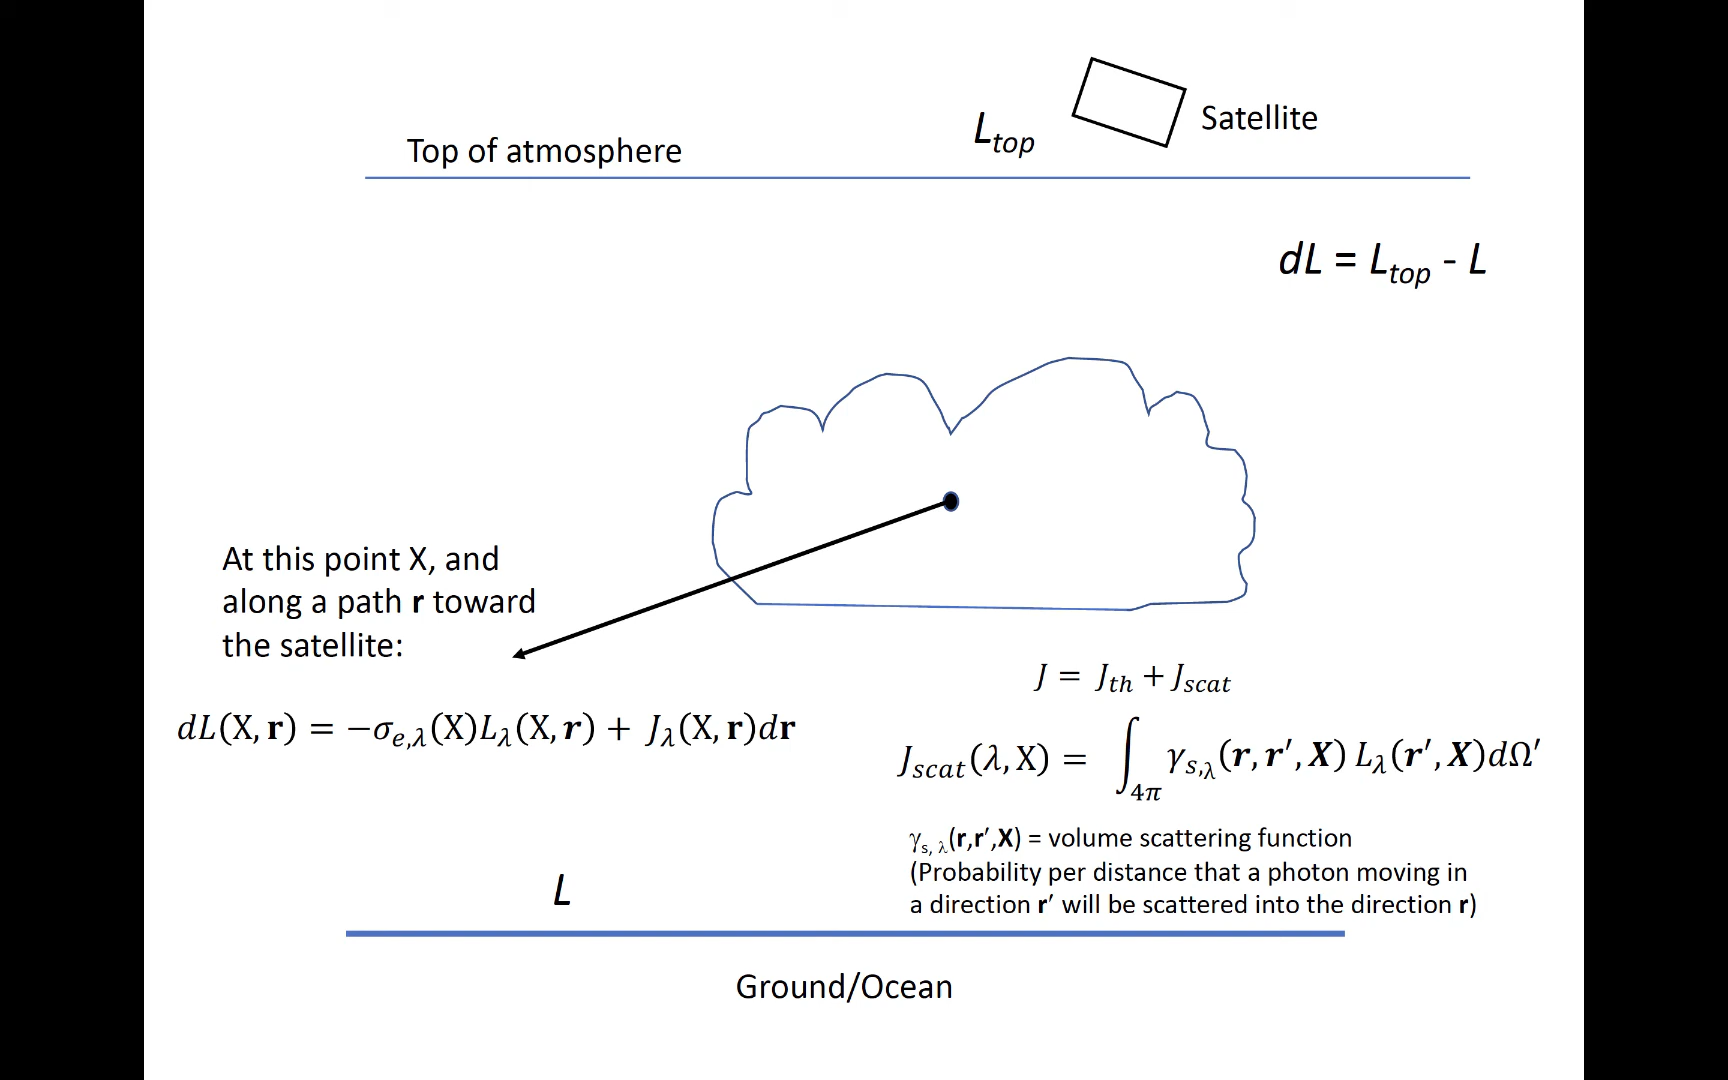 Satellite
L_top
Top of atmosphere
dL = L_top - L
At this point X, and
along a path r toward
the satellite:
J = J_th + J_scat
dL(X, r) = −σ_{e,λ}(X)L_λ(X, r) + J_λ(X, r)dr
J_scat(λ, X) = ∫_{4π} γ_{s,λ}(r, r′, X) L_λ(r′, X)dΩ′
γ_{s, λ}(r,r′,X) = volume scattering function
(Probability per distance that a photon moving in
a direction r′ will be scattered into the direction r)
L
Ground/Ocean